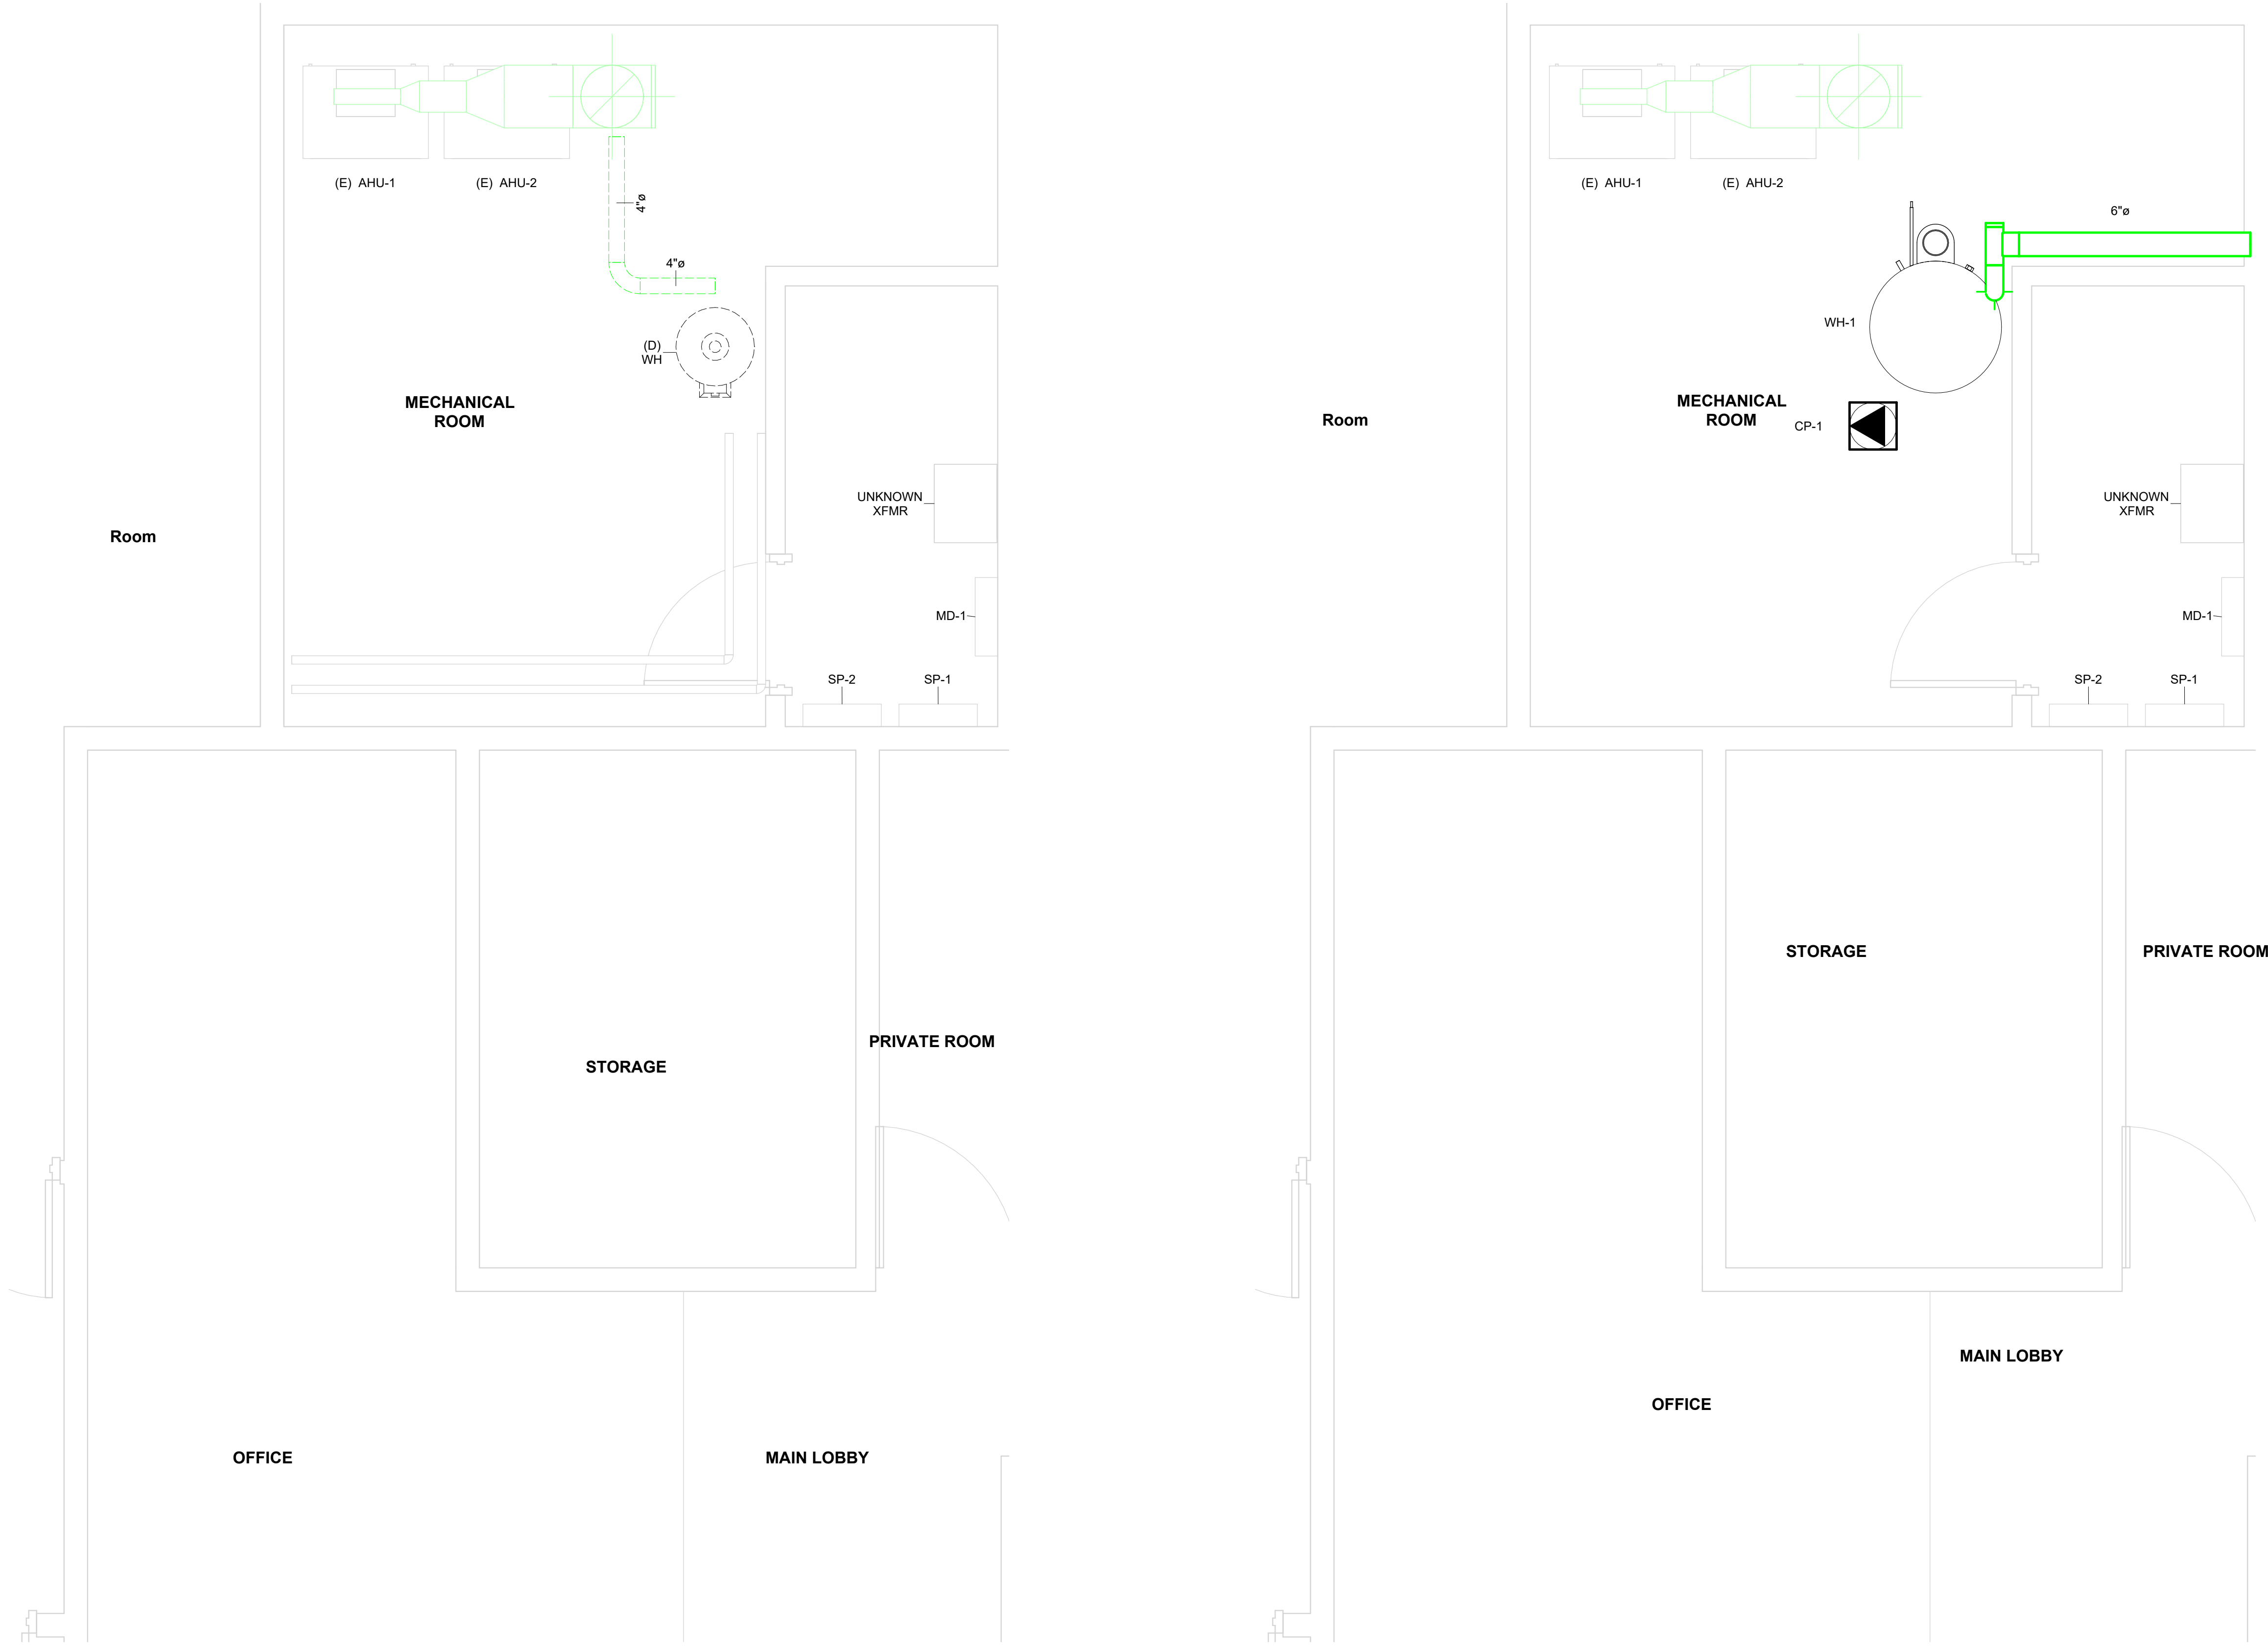 (E) AHU-1
(E) AHU-2
4"ø
4"ø
(D)
WH
MECHANICAL
ROOM
Room
UNKNOWN
XFMR
MD-1
SP-2
SP-1
STORAGE
PRIVATE ROOM
OFFICE
MAIN LOBBY
(E) AHU-1
(E) AHU-2
6"ø
WH-1
MECHANICAL
ROOM
CP-1
Room
UNKNOWN
XFMR
MD-1
SP-2
SP-1
STORAGE
PRIVATE ROOM
MAIN LOBBY
OFFICE